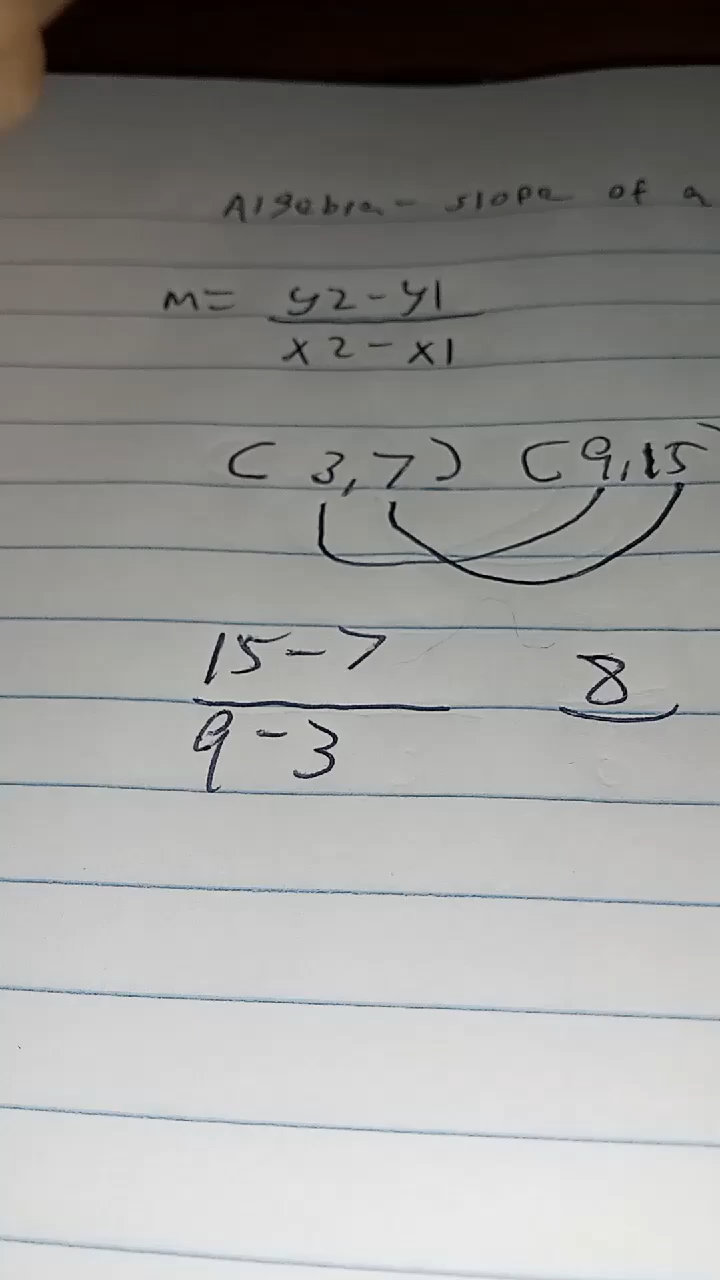 Algebra - slope of a
m = y2 - y1
x2 - x1
(3,7) (9,15)
15 - 7 8
9 - 3